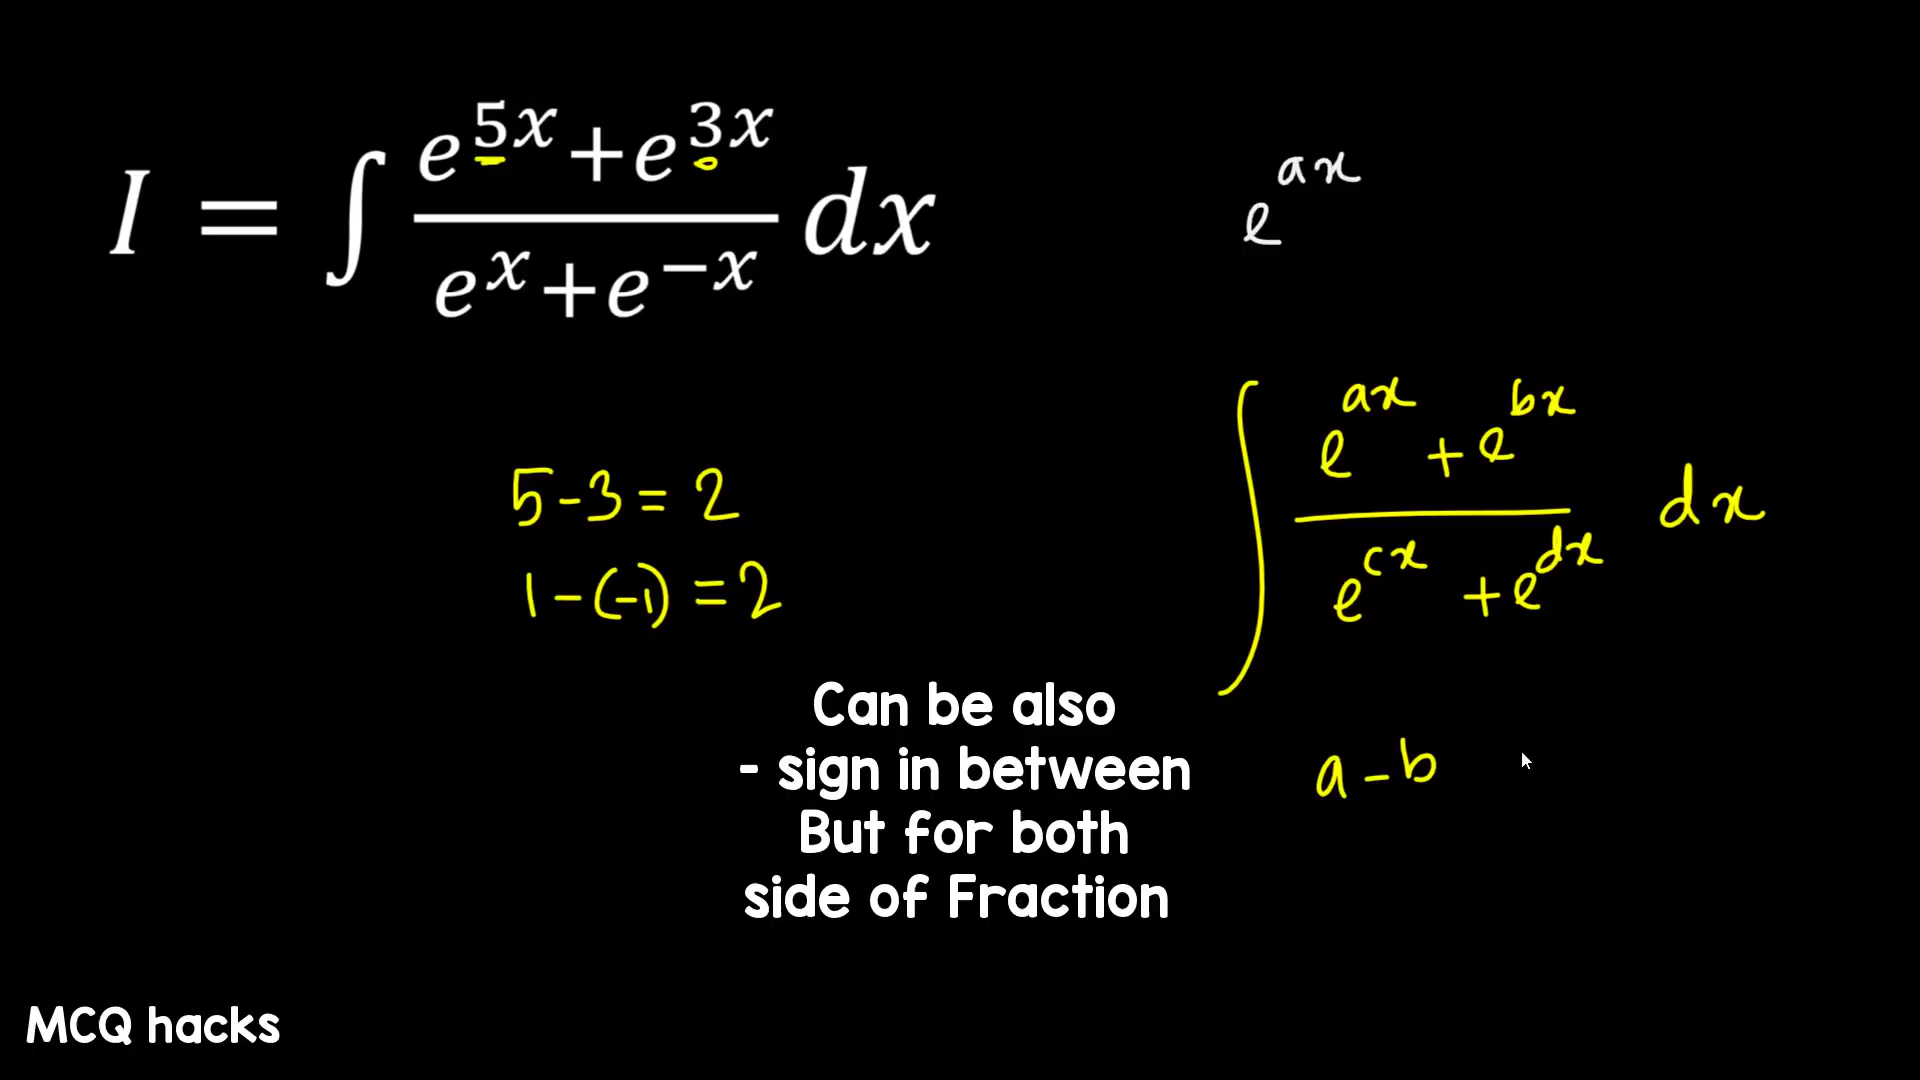 I = ∫ (e^{5x}+e^{3x})/(e^x+e^{-x}) dx
e^{ax}
∫ (e^{ax} + e^{bx})/(e^{cx} + e^{dx}) dx
5-3=2
1-(-1)=2
Can be also
- sign in between
But for both
side of Fraction
a-b
MCQ hacks